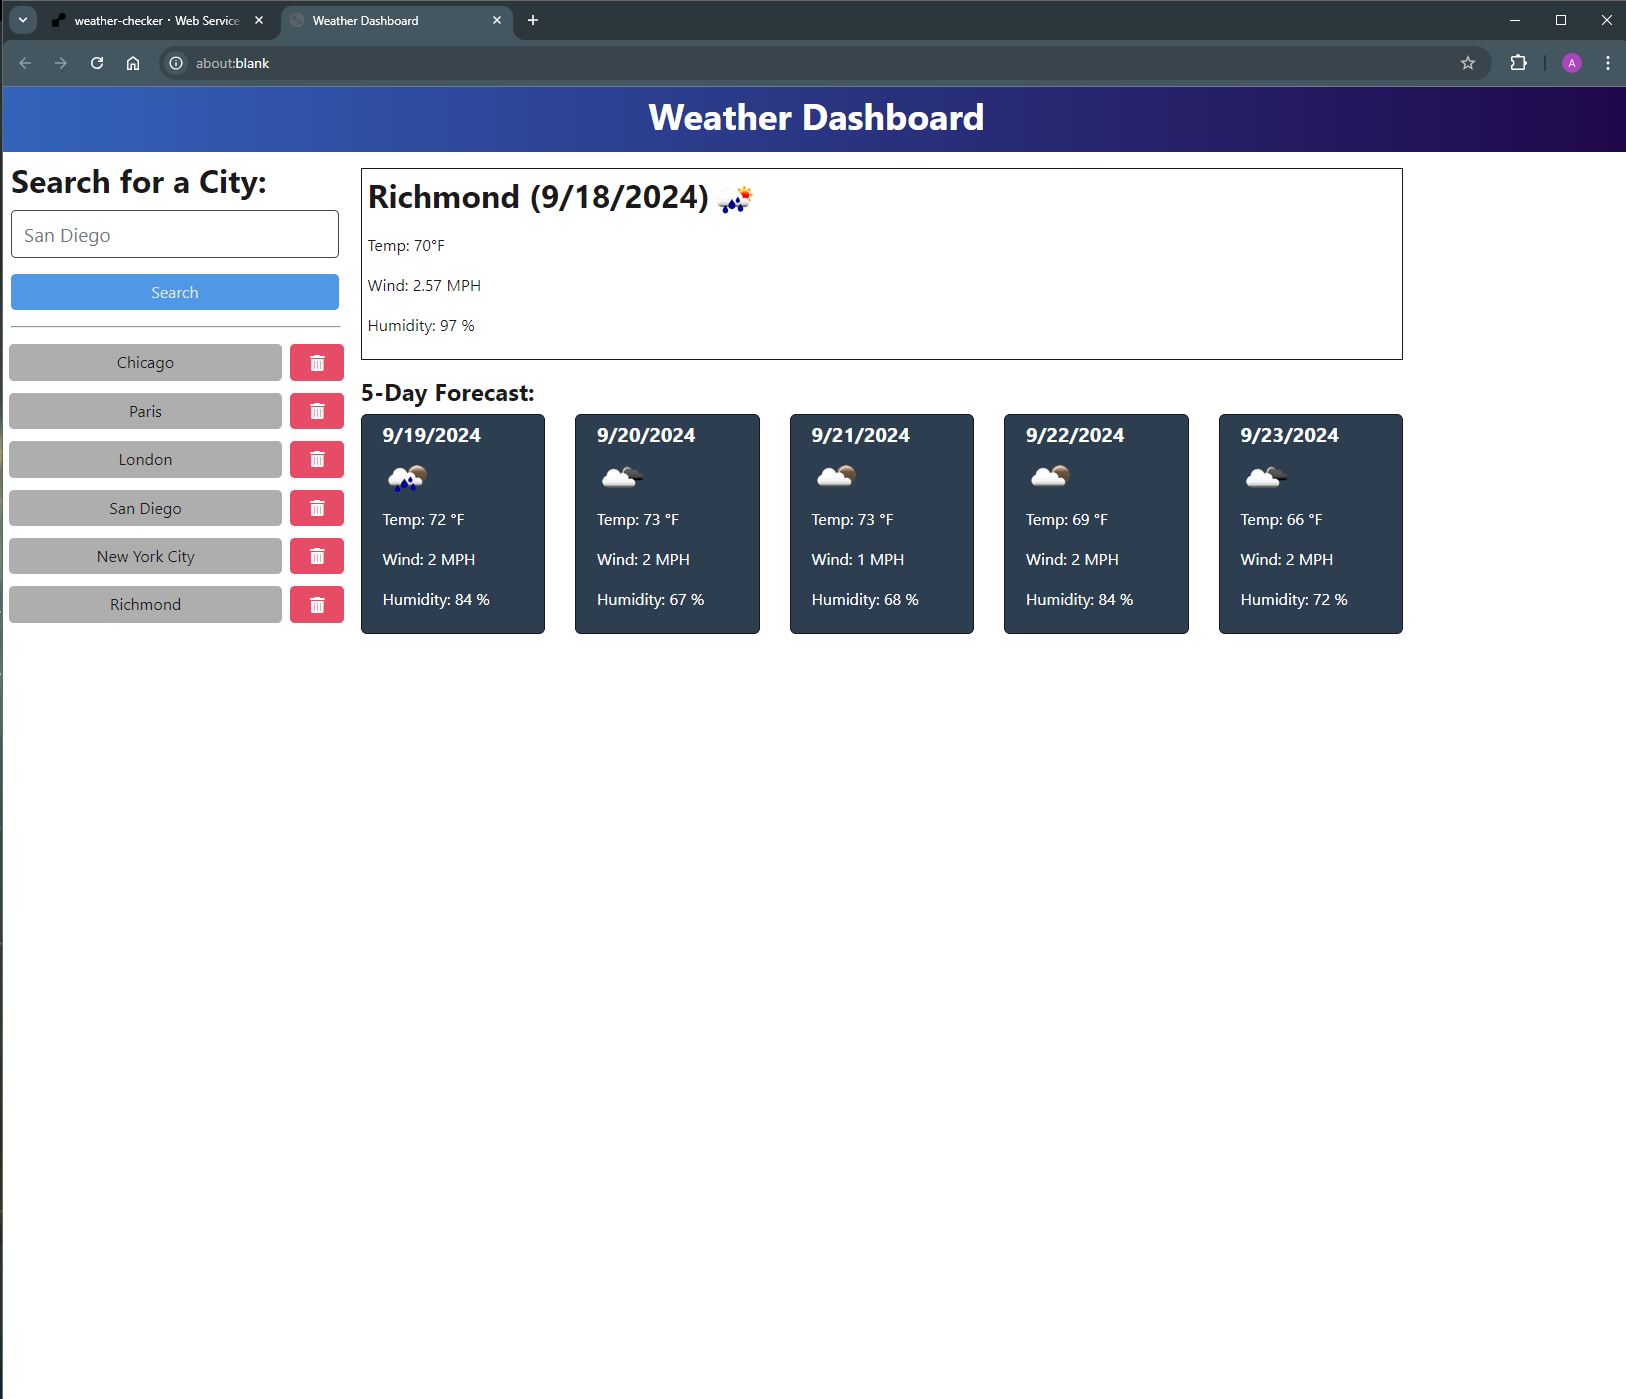 weather-checker · Web Service
Weather Dashboard
about:blank
A
Weather Dashboard
Search for a City:
San Diego
Search
Chicago
Paris
London
San Diego
New York City
Richmond
Richmond (9/18/2024)
Temp: 70°F
Wind: 2.57 MPH
Humidity: 97 %
5-Day Forecast:
9/19/2024
Temp: 72 °F
Wind: 2 MPH
Humidity: 84 %
9/20/2024
Temp: 73 °F
Wind: 2 MPH
Humidity: 67 %
9/21/2024
Temp: 73 °F
Wind: 1 MPH
Humidity: 68 %
9/22/2024
Temp: 69 °F
Wind: 2 MPH
Humidity: 84 %
9/23/2024
Temp: 66 °F
Wind: 2 MPH
Humidity: 72 %